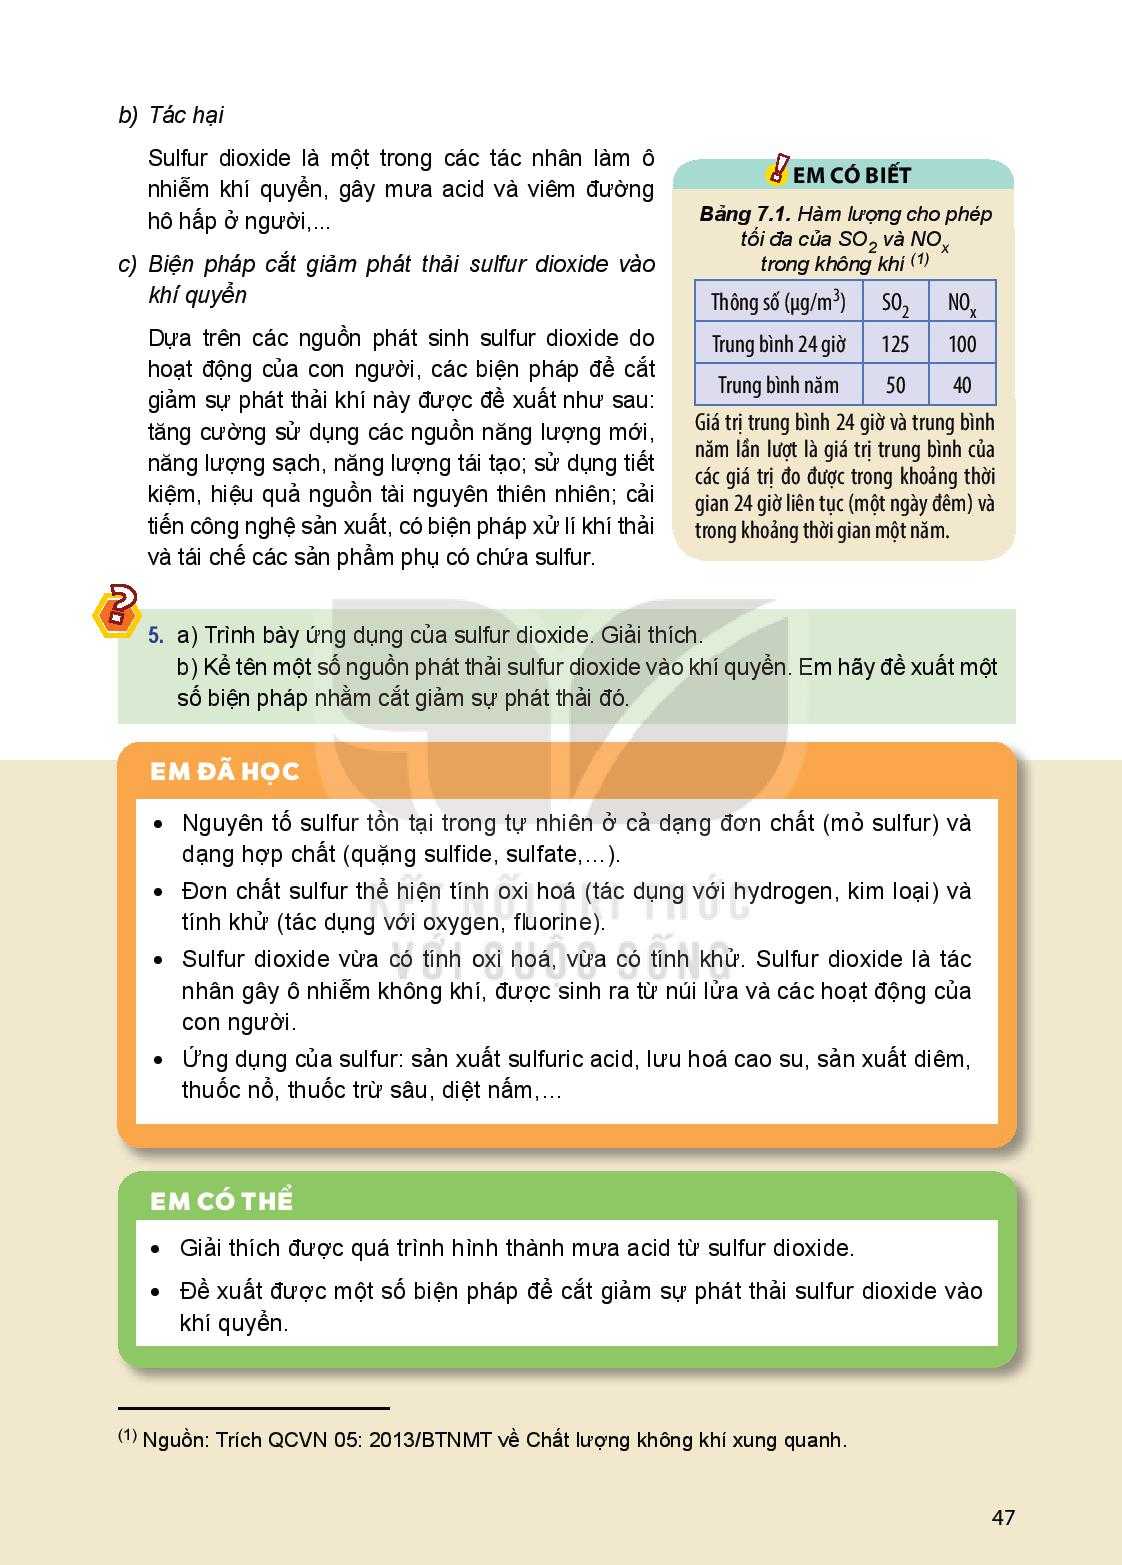 b) Tác hại
Sulfur dioxide là một trong các tác nhân làm ô
nhiễm khí quyển, gây mưa acid và viêm đường
hô hấp ở người,...
c) Biện pháp cắt giảm phát thải sulfur dioxide vào
khí quyển
Dựa trên các nguồn phát sinh sulfur dioxide do
hoạt động của con người, các biện pháp để cắt
giảm sự phát thải khí này được đề xuất như sau:
tăng cường sử dụng các nguồn năng lượng mới,
năng lượng sạch, năng lượng tái tạo; sử dụng tiết
kiệm, hiệu quả nguồn tài nguyên thiên nhiên; cải
tiến công nghệ sản xuất, có biện pháp xử lí khí thải
và tái chế các sản phẩm phụ có chứa sulfur.
EM CÓ BIẾT
Bảng 7.1. Hàm lượng cho phép
tối đa của SO2 và NOx
trong không khí (1)
Thông số (µg/m3) SO2 NOx
Trung bình 24 giờ 125 100
Trung bình năm 50 40
Giá trị trung bình 24 giờ và trung bình
năm lần lượt là giá trị trung bình của
các giá trị đo được trong khoảng thời
gian 24 giờ liên tục (một ngày đêm) và
trong khoảng thời gian một năm.
5. a) Trình bày ứng dụng của sulfur dioxide. Giải thích.
b) Kể tên một số nguồn phát thải sulfur dioxide vào khí quyển. Em hãy đề xuất một
số biện pháp nhằm cắt giảm sự phát thải đó.
EM ĐÃ HỌC
• Nguyên tố sulfur tồn tại trong tự nhiên ở cả dạng đơn chất (mỏ sulfur) và
dạng hợp chất (quặng sulfide, sulfate,...).
• Đơn chất sulfur thể hiện tính oxi hoá (tác dụng với hydrogen, kim loại) và
tính khử (tác dụng với oxygen, fluorine).
• Sulfur dioxide vừa có tính oxi hoá, vừa có tính khử. Sulfur dioxide là tác
nhân gây ô nhiễm không khí, được sinh ra từ núi lửa và các hoạt động của
con người.
• Ứng dụng của sulfur: sản xuất sulfuric acid, lưu hoá cao su, sản xuất diêm,
thuốc nổ, thuốc trừ sâu, diệt nấm,...
KẾT NỐI TRI THỨC
VỚI CUỘC SỐNG
EM CÓ THỂ
• Giải thích được quá trình hình thành mưa acid từ sulfur dioxide.
• Đề xuất được một số biện pháp để cắt giảm sự phát thải sulfur dioxide vào
khí quyển.
(1) Nguồn: Trích QCVN 05: 2013/BTNMT về Chất lượng không khí xung quanh.
47